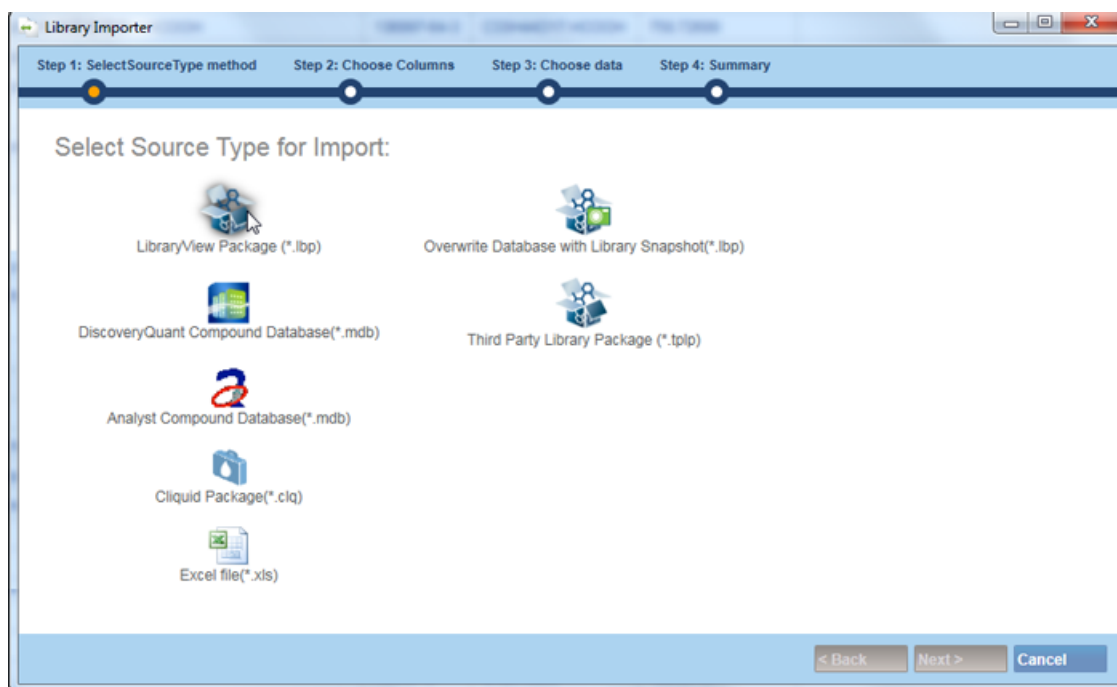 Library Importer
Step 1: SelectSourceType method Step 2: Choose Columns Step 3: Choose data Step 4: Summary
Select Source Type for Import:
LibraryView Package (*.lbp) Overwrite Database with Library Snapshot(*.lbp)
DiscoveryQuant Compound Database(*.mdb) Third Party Library Package (*.tplp)
Analyst Compound Database(*.mdb)
Cliquid Package(*.clq)
Excel file(*.xls)
< Back Next > Cancel